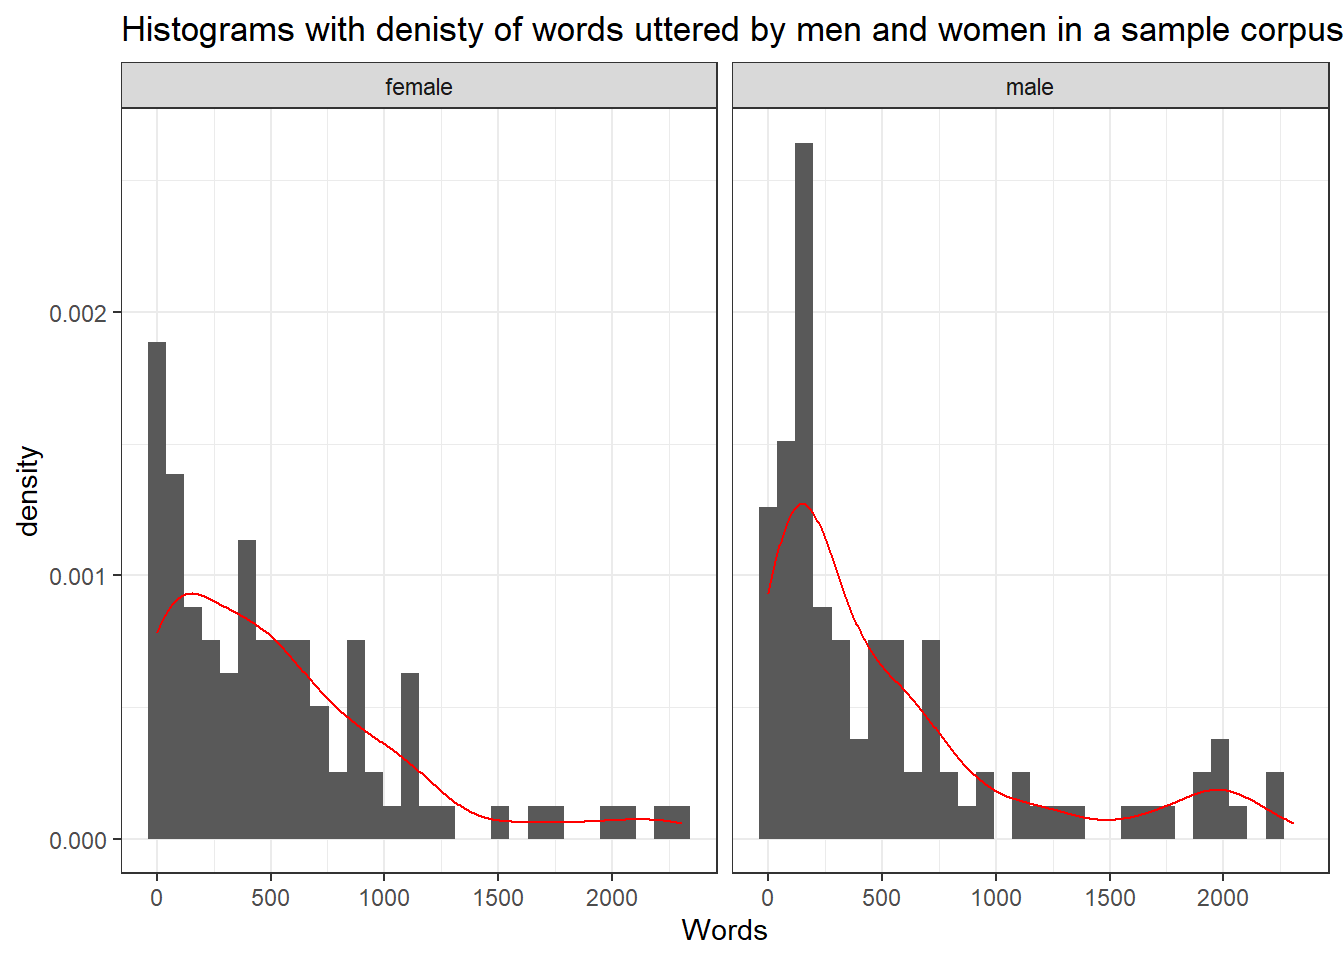 Histograms with denisty of words uttered by men and women in a sample corpus
female
male
density
0.002
0.001
0.000
0 500 1000 1500 2000
0 500 1000 1500 2000
Words